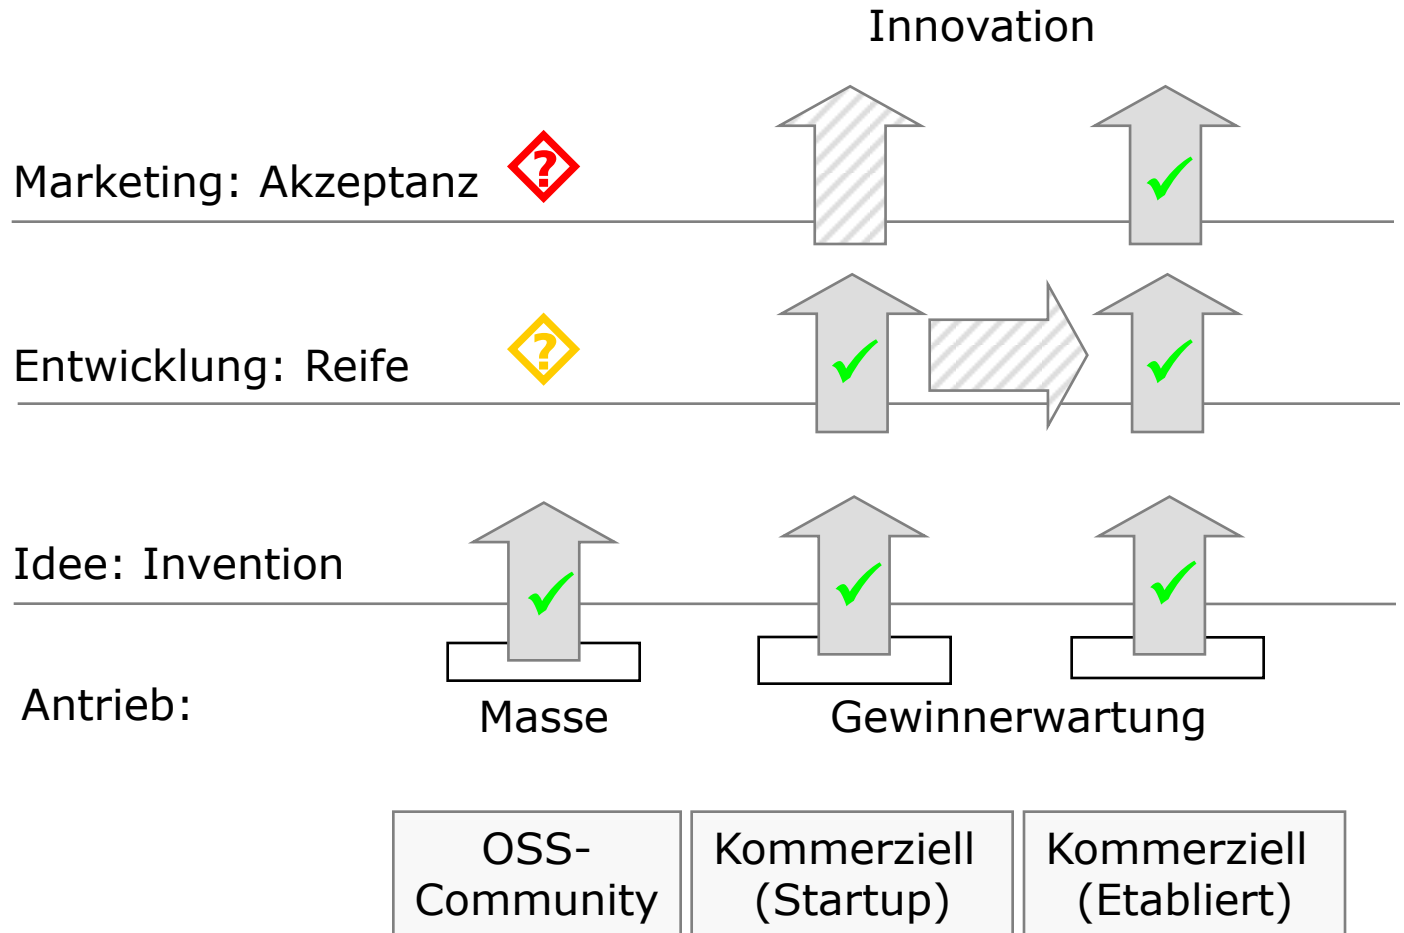 Innovation
Marketing: Akzeptanz
?
Entwicklung: Reife
?
Idee: Invention
Antrieb:
Masse
Gewinnerwartung
OSS-
Community
Kommerziell
(Startup)
Kommerziell
(Etabliert)